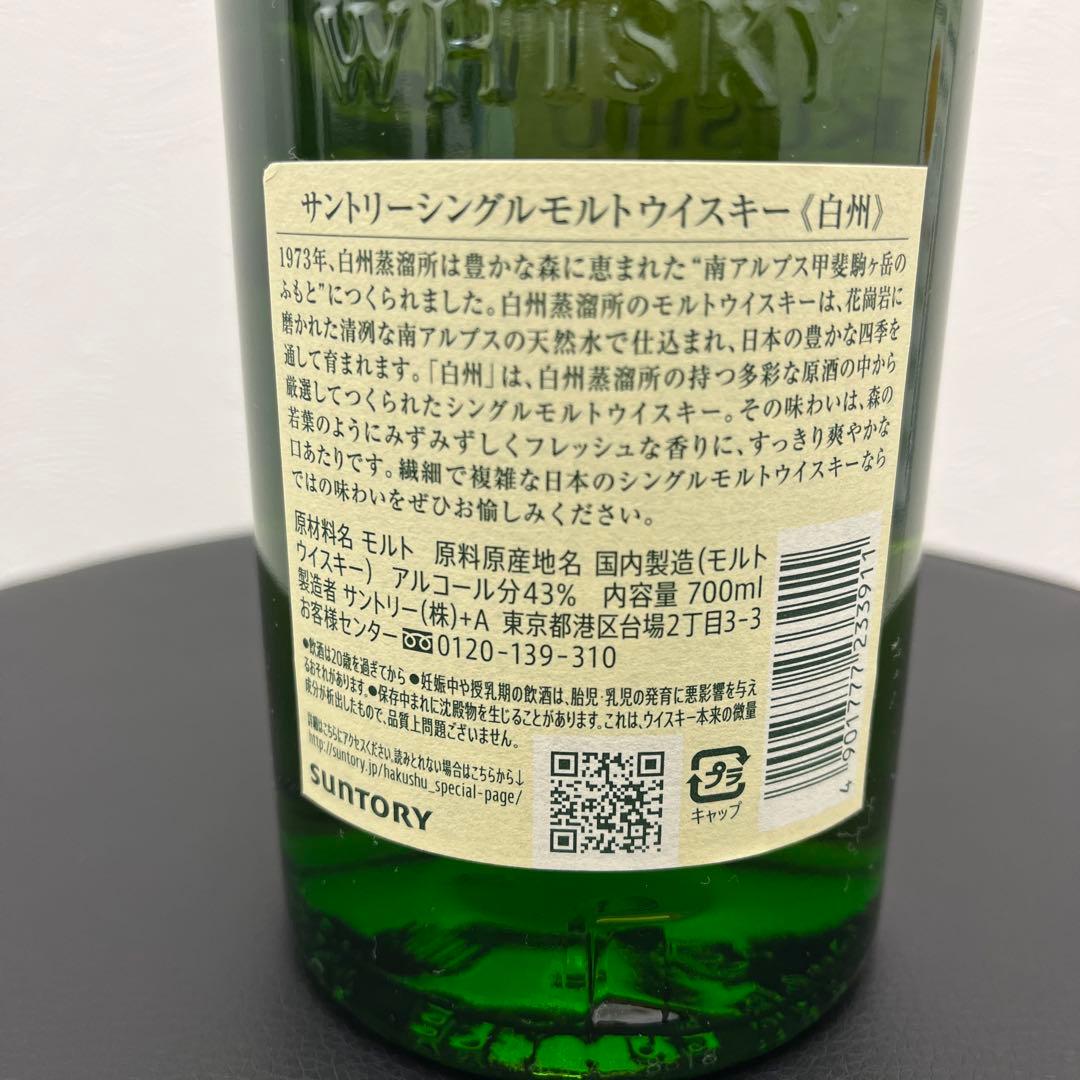 WHISKY
サントリーシングルモルトウイスキー《白州》
1973年、白州蒸溜所は豊かな森に恵まれた“南アルプス甲斐駒ヶ岳の
ふもと”につくられました。白州蒸溜所のモルトウイスキーは、花崗岩に
磨かれた清冽な南アルプスの天然水で仕込まれ、日本の豊かな四季を
通して育まれます。「白州」は、白州蒸溜所の持つ多彩な原酒の中から
厳選してつくられたシングルモルトウイスキー。その味わいは、森の
若葉のようにみずみずしくフレッシュな香りに、すっきり爽やかな
口あたりです。繊細で複雑な日本のシングルモルトウイスキーなら
ではの味わいをぜひお愉しみください。
原材料名 モルト 原料原産地名 国内製造(モルト
ウイスキー) アルコール分43% 内容量 700ml
製造者 サントリー(株)+A 東京都港区台場2丁目3-3
お客様センター 0120-139-310
●飲酒は20歳を過ぎてから ●妊娠中や授乳期の飲酒は、胎児・乳児の発育に悪影響を与え
るおそれがあります。●保存中まれに沈殿物を生じることがあります。これは、ウイスキー本来の微量
成分が析出したもので、品質上問題ございません。
詳細はこちらにアクセスください。読みとれない場合はこちらから↓
http://suntory.jp/hakushu_special-page/
SUNTORY
プラ
キャップ
4 901777 233911